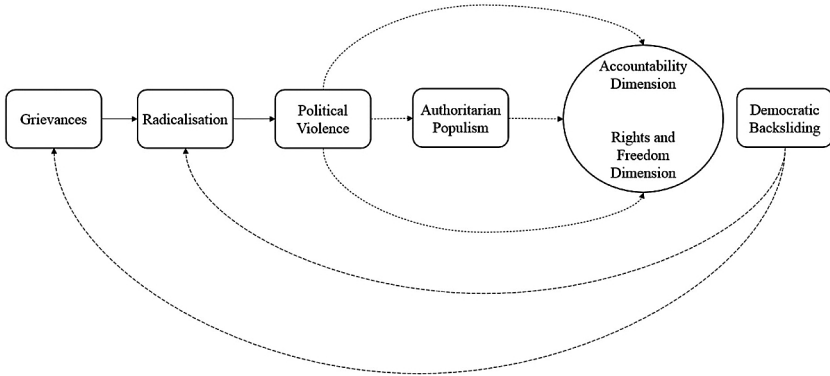 Grievances
Radicalisation
Political
Violence
Authoritarian
Populism
Accountability
Dimension
Rights and
Freedom
Dimension
Democratic
Backsliding